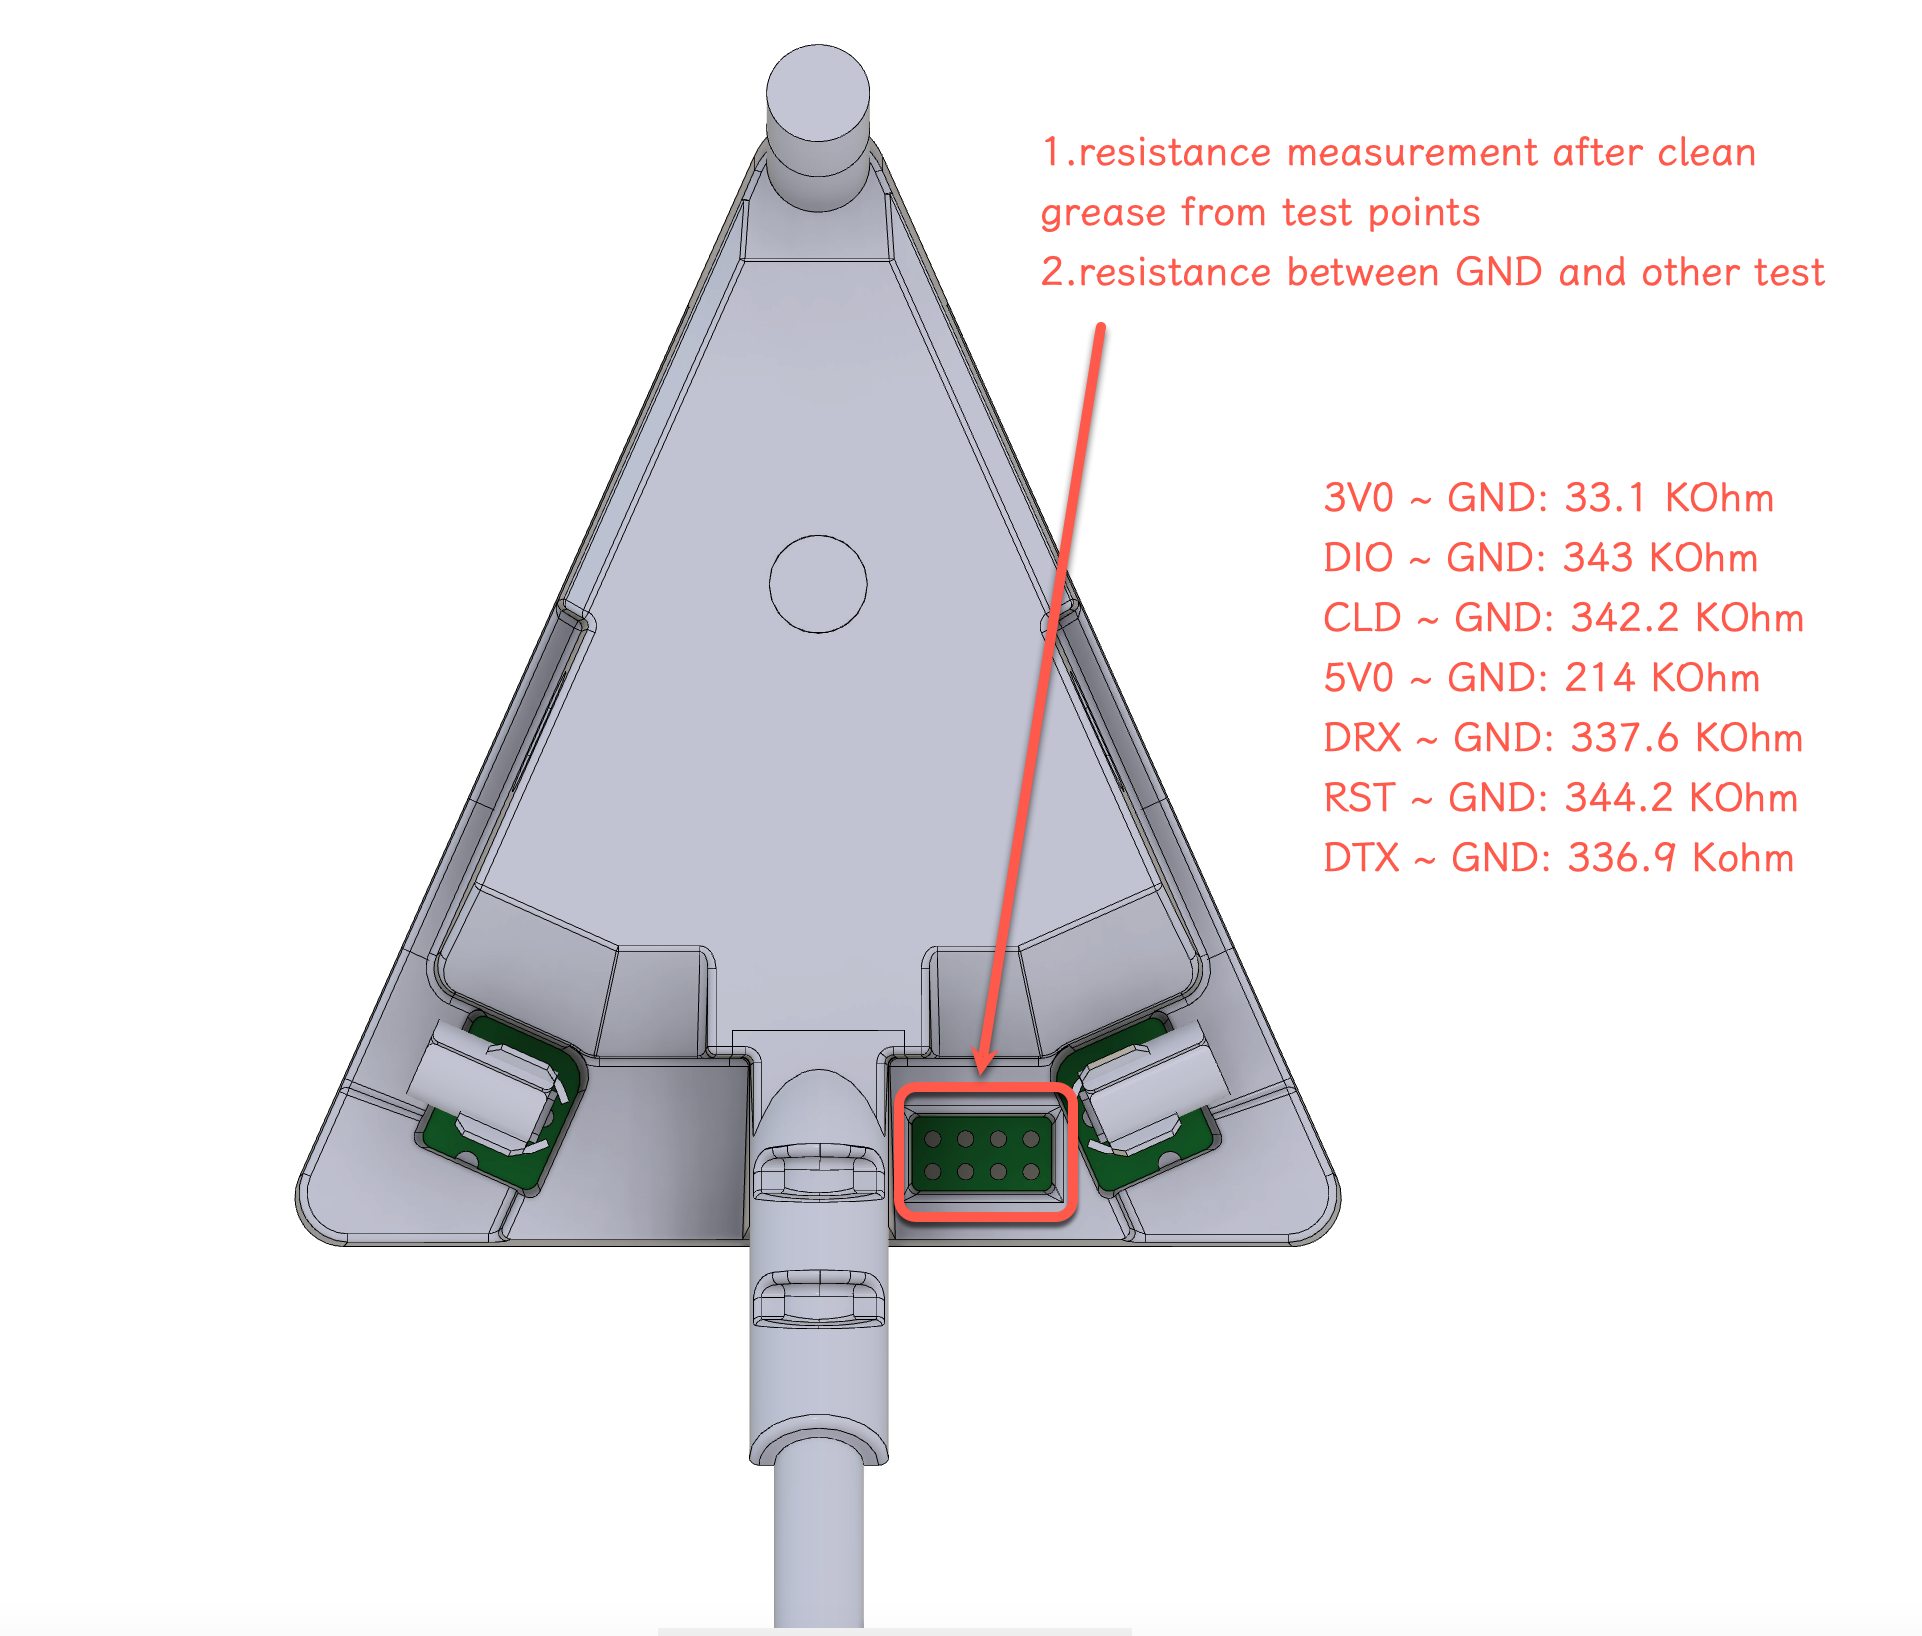 1.resistance measurement after clean
grease from test points
2.resistance between GND and other test
3V0 ~ GND: 33.1 KOhm
DIO ~ GND: 343 KOhm
CLD ~ GND: 342.2 KOhm
5V0 ~ GND: 214 KOhm
DRX ~ GND: 337.6 KOhm
RST ~ GND: 344.2 KOhm
DTX ~ GND: 336.9 Kohm